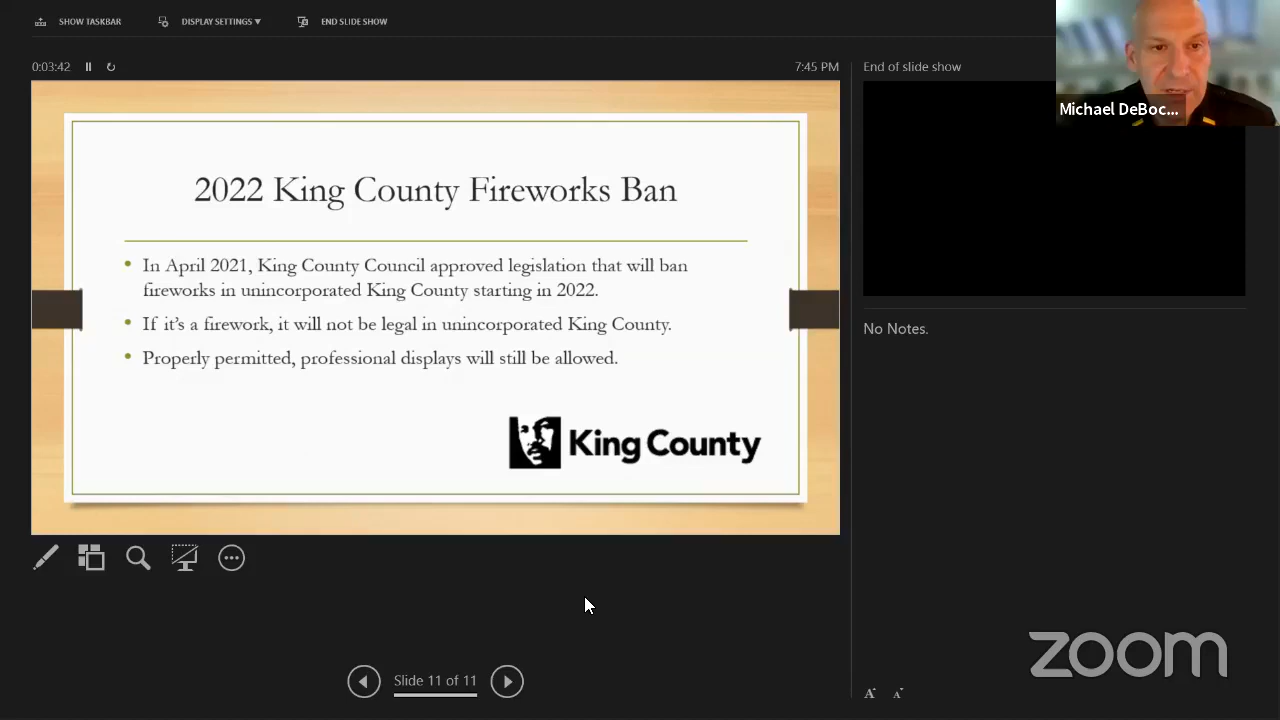 SHOW TASKBAR
DISPLAY SETTINGS ▼
END SLIDE SHOW
0:03:42
7:45 PM
End of slide show
Michael DeBoc...
2022 King County Fireworks Ban
• In April 2021, King County Council approved legislation that will ban
fireworks in unincorporated King County starting in 2022.
• If it's a firework, it will not be legal in unincorporated King County.
• Properly permitted, professional displays will still be allowed.
King County
No Notes.
Slide 11 of 11
zoom
A A